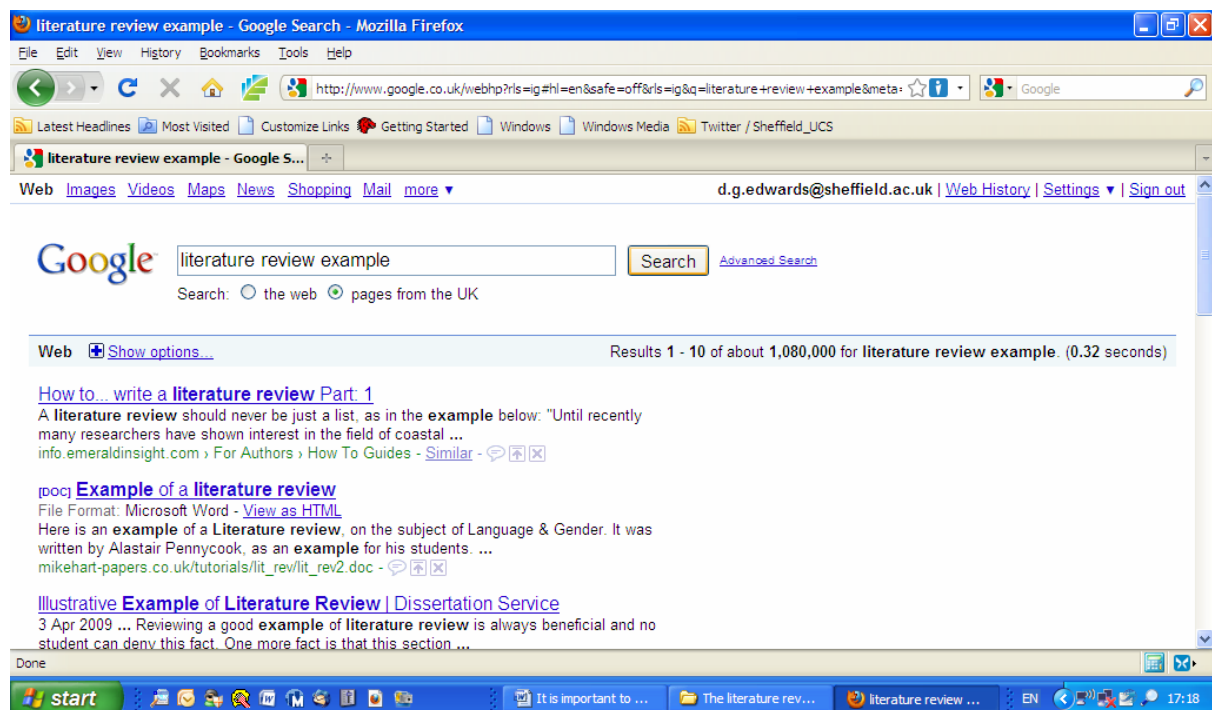 literature review example - Google Search - Mozilla Firefox
File Edit View History Bookmarks Tools Help
http://www.google.co.uk/webhp?rls=ig#hl=en&safe=off&rls=ig&q=literature+review+example&meta= Google
Latest Headlines Most Visited Customize Links Getting Started Windows Windows Media Twitter / Sheffield_UCS
literature review example - Google S...
Web Images Videos Maps News Shopping Mail more ▼ d.g.edwards@sheffield.ac.uk | Web History | Settings ▼ | Sign out
Google literature review example Search Advanced Search
Search: the web pages from the UK
Web Show options... Results 1 - 10 of about 1,080,000 for literature review example. (0.32 seconds)
How to... write a literature review Part: 1
A literature review should never be just a list, as in the example below: "Until recently
many researchers have shown interest in the field of coastal ...
info.emeraldinsight.com › For Authors › How To Guides - Similar -
[DOC] Example of a literature review
File Format: Microsoft Word - View as HTML
Here is an example of a Literature review, on the subject of Language & Gender. It was
written by Alastair Pennycook, as an example for his students. ...
mikehart-papers.co.uk/tutorials/lit_rev/lit_rev2.doc -
Illustrative Example of Literature Review | Dissertation Service
3 Apr 2009 ... Reviewing a good example of literature review is always beneficial and no
student can deny this fact. One more fact is that this section ...
Done
start It is important to ... The literature rev... literature review ... EN 17:18